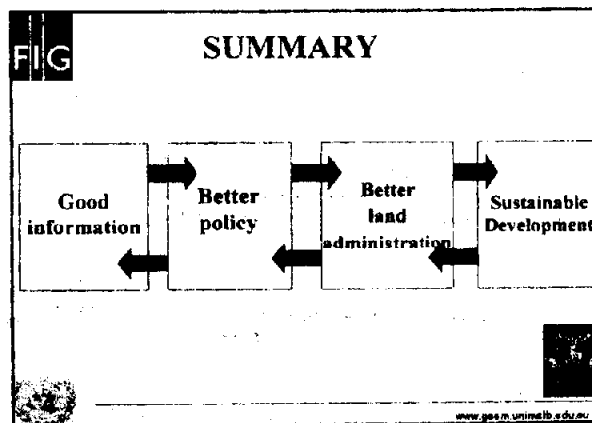 FIG
SUMMARY
Good
information
Better
policy
Better
land
administration
Sustainable
Development
www.geom.unimelb.edu.au